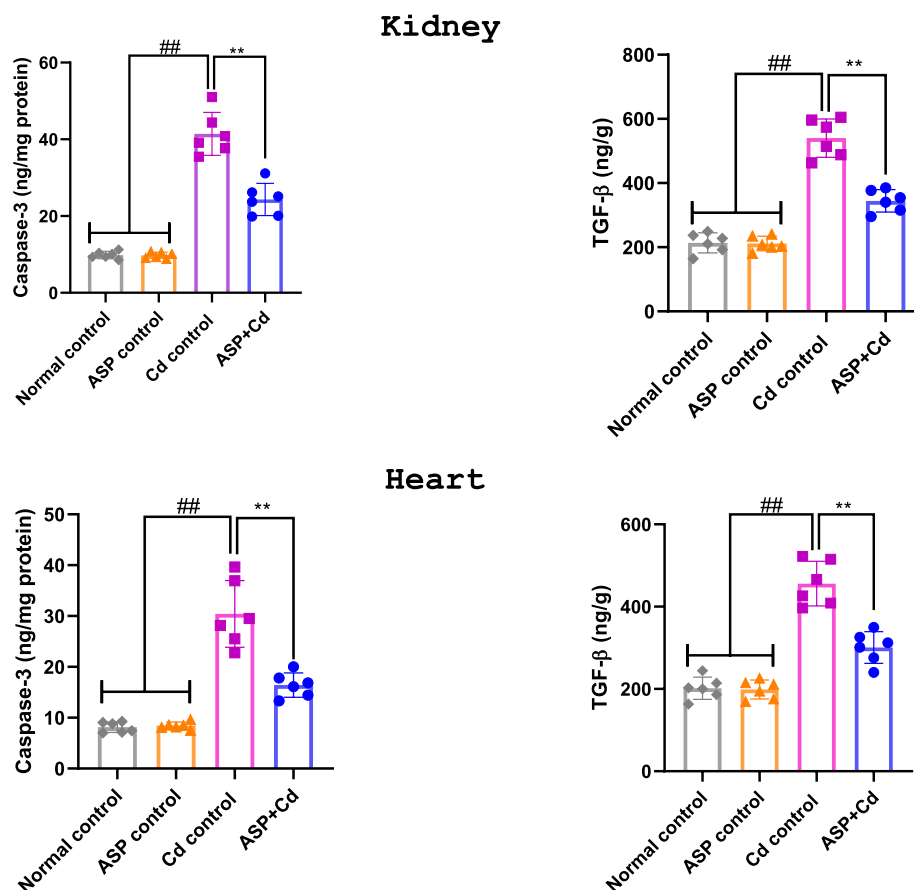 Kidney
##
**
Caspase-3 (ng/mg protein)
60
40
20
0
Normal control
ASP control
Cd control
ASP+Cd
##
**
TGF-β (ng/g)
800
600
400
200
0
Normal control
ASP control
Cd control
ASP+Cd
Heart
##
**
Caspase-3 (ng/mg protein)
50
40
30
20
10
0
Normal control
ASP control
Cd control
ASP+Cd
##
**
TGF-β (ng/g)
600
400
200
0
Normal control
ASP control
Cd control
ASP+Cd